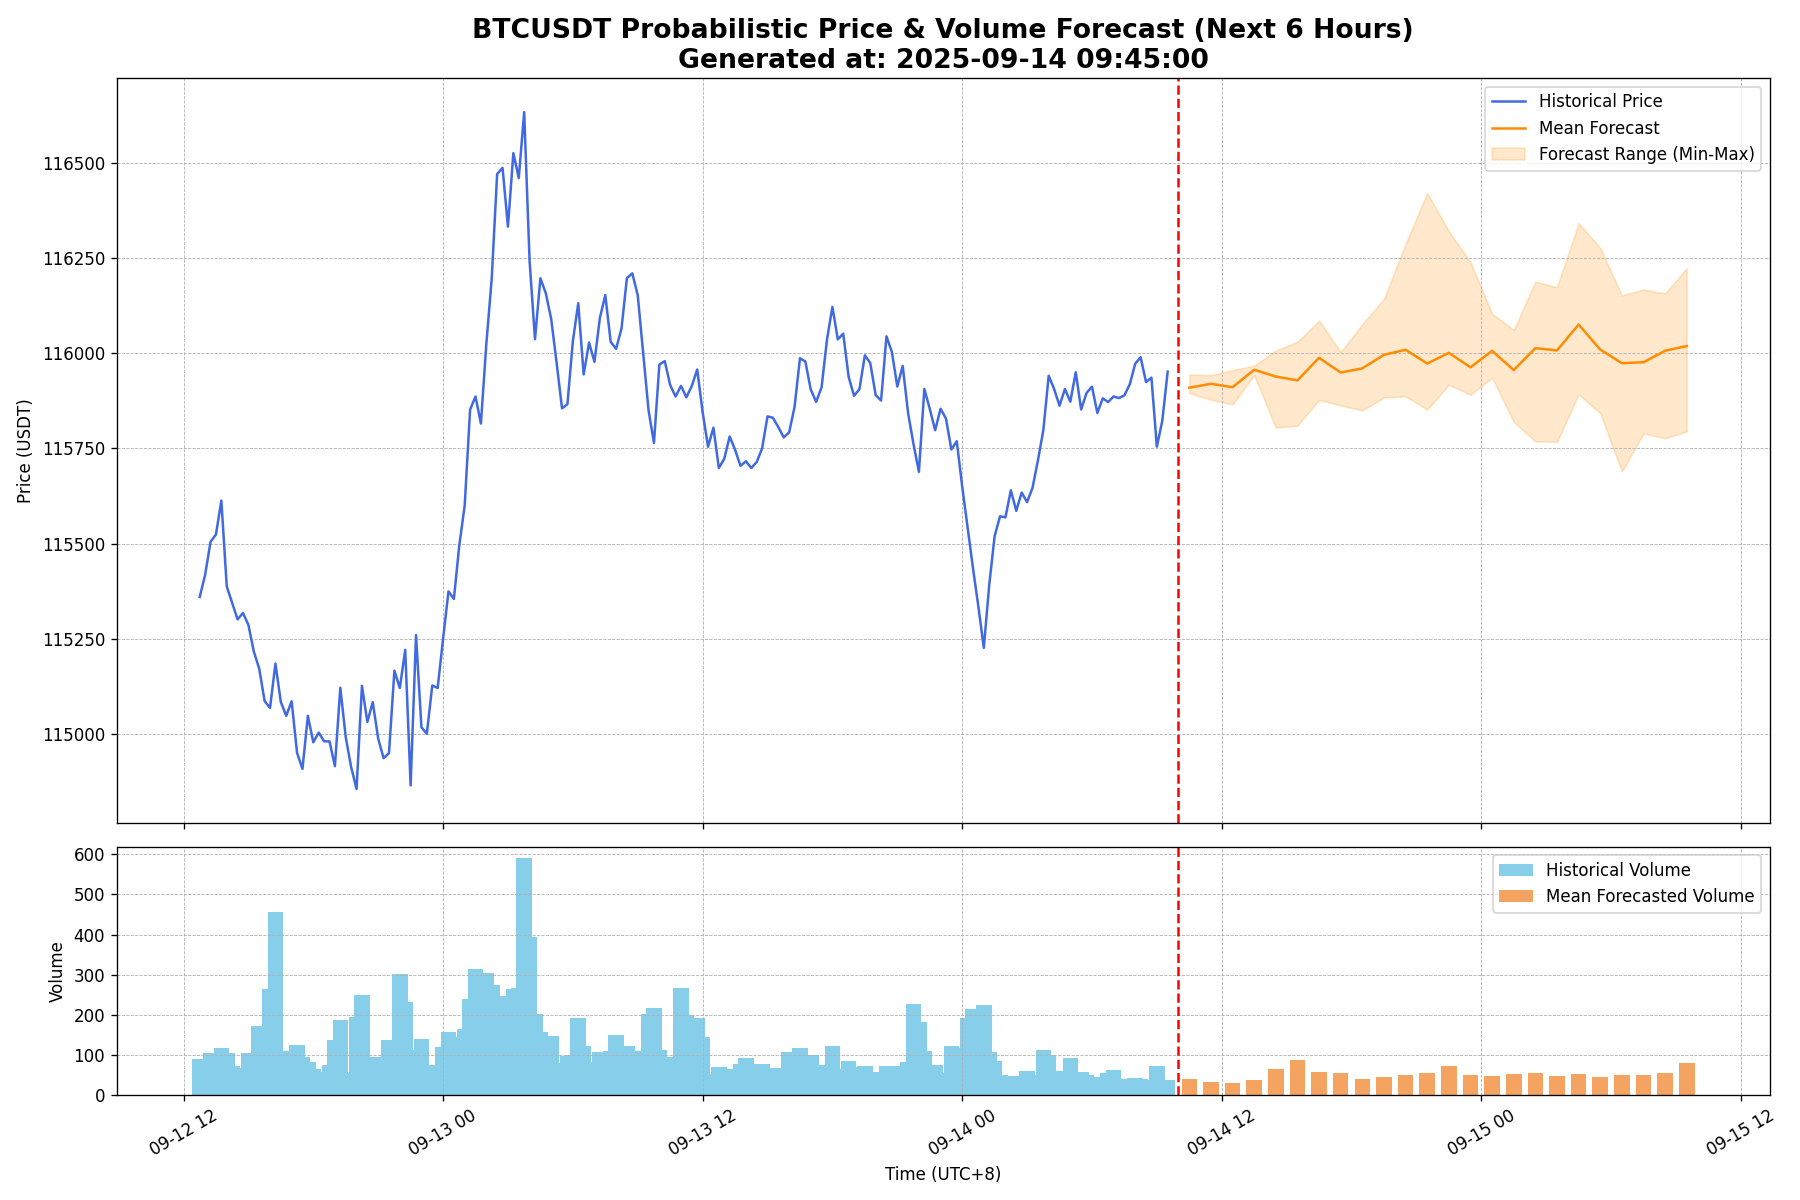 BTCUSDT Probabilistic Price & Volume Forecast (Next 6 Hours)
Generated at: 2025-09-14 09:45:00
Historical Price
Mean Forecast
Forecast Range (Min-Max)
Price (USDT)
116500
116250
116000
115750
115500
115250
115000
Historical Volume
Mean Forecasted Volume
Volume
600
500
400
300
200
100
0
09-12 12
09-13 00
09-13 12
09-14 00
09-14 12
09-15 00
09-15 12
Time (UTC+8)